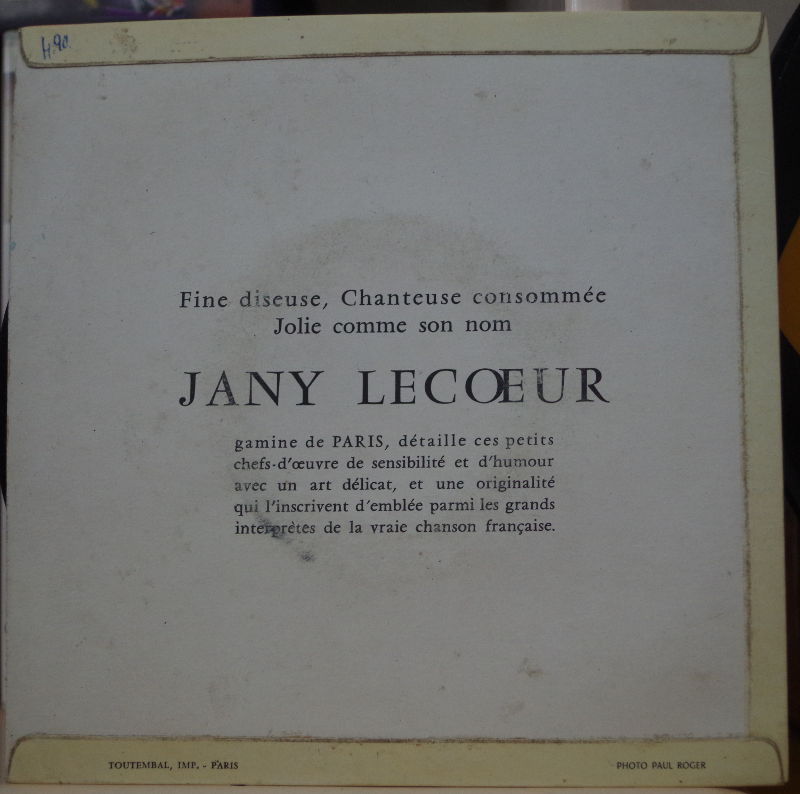 490
Fine diseuse, Chanteuse consommée
Jolie comme son nom
JANY LECŒUR
gamine de PARIS, détaille ces petits
chefs-d'œuvre de sensibilité et d'humour
avec un art délicat, et une originalité
qui l'inscrivent d'emblée parmi les grands
interprètes de la vraie chanson française.
TOUTEMBAL, IMP. - PARIS
PHOTO PAUL ROGER